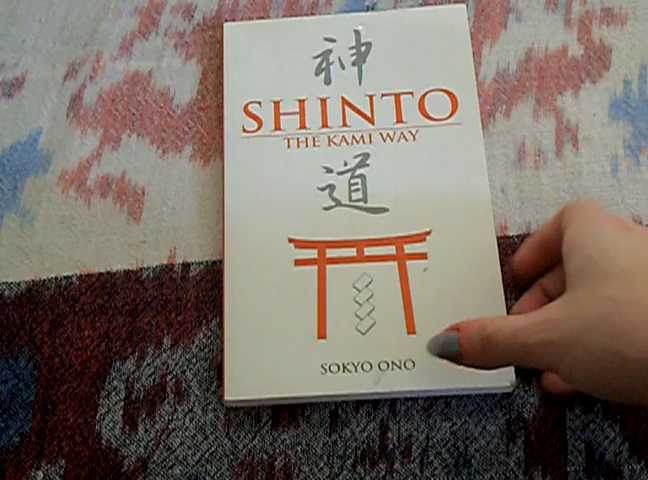 神
SHINTO
THE KAMI WAY
道
SOKYO ONO